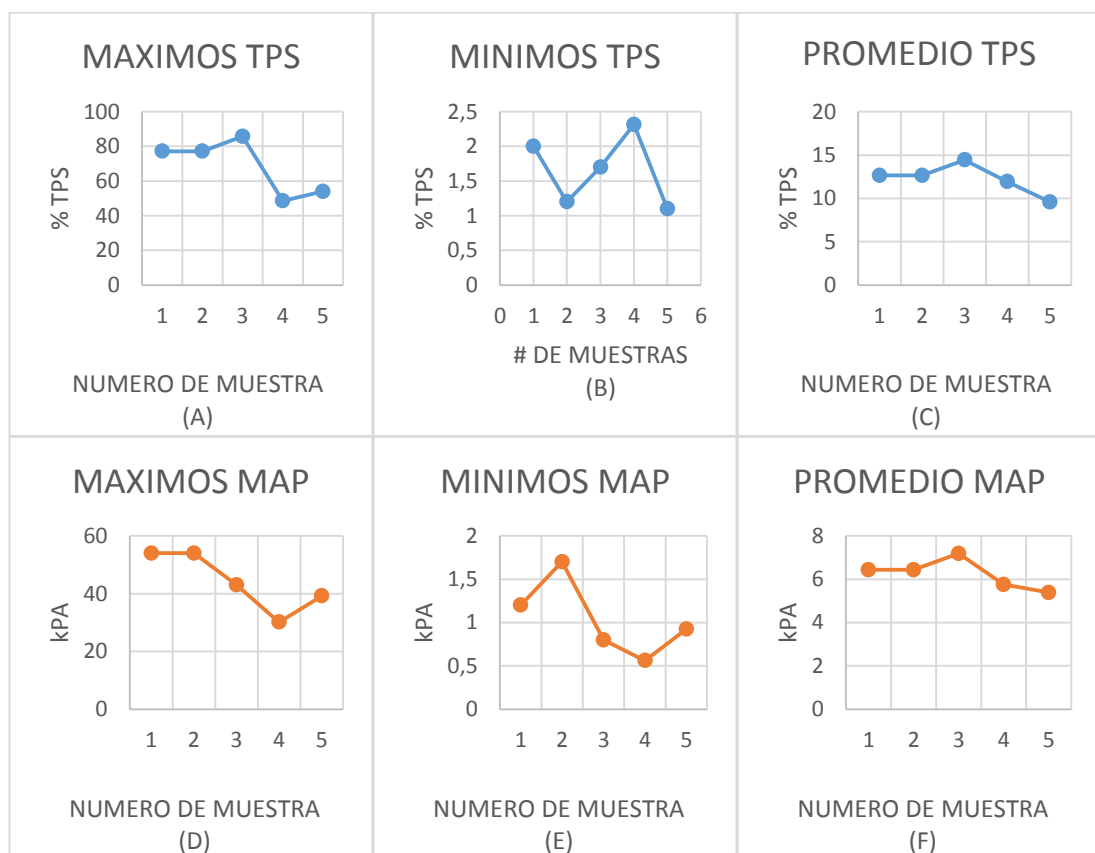 MAXIMOS TPS
100
80
60
40
20
0
% TPS
1 2 3 4 5
NUMERO DE MUESTRA
(A)
MINIMOS TPS
2,5
2
1,5
1
0,5
0
% TPS
0 1 2 3 4 5 6
# DE MUESTRAS
(B)
PROMEDIO TPS
20
15
10
5
0
% TPS
1 2 3 4 5
NUMERO DE MUESTRA
(C)
MAXIMOS MAP
60
40
20
0
kPA
1 2 3 4 5
NUMERO DE MUESTRA
(D)
MINIMOS MAP
2
1,5
1
0,5
0
kPA
1 2 3 4 5
NUMERO DE MUESTRA
(E)
PROMEDIO MAP
8
6
4
2
0
kPA
1 2 3 4 5
NUMERO DE MUESTRA
(F)